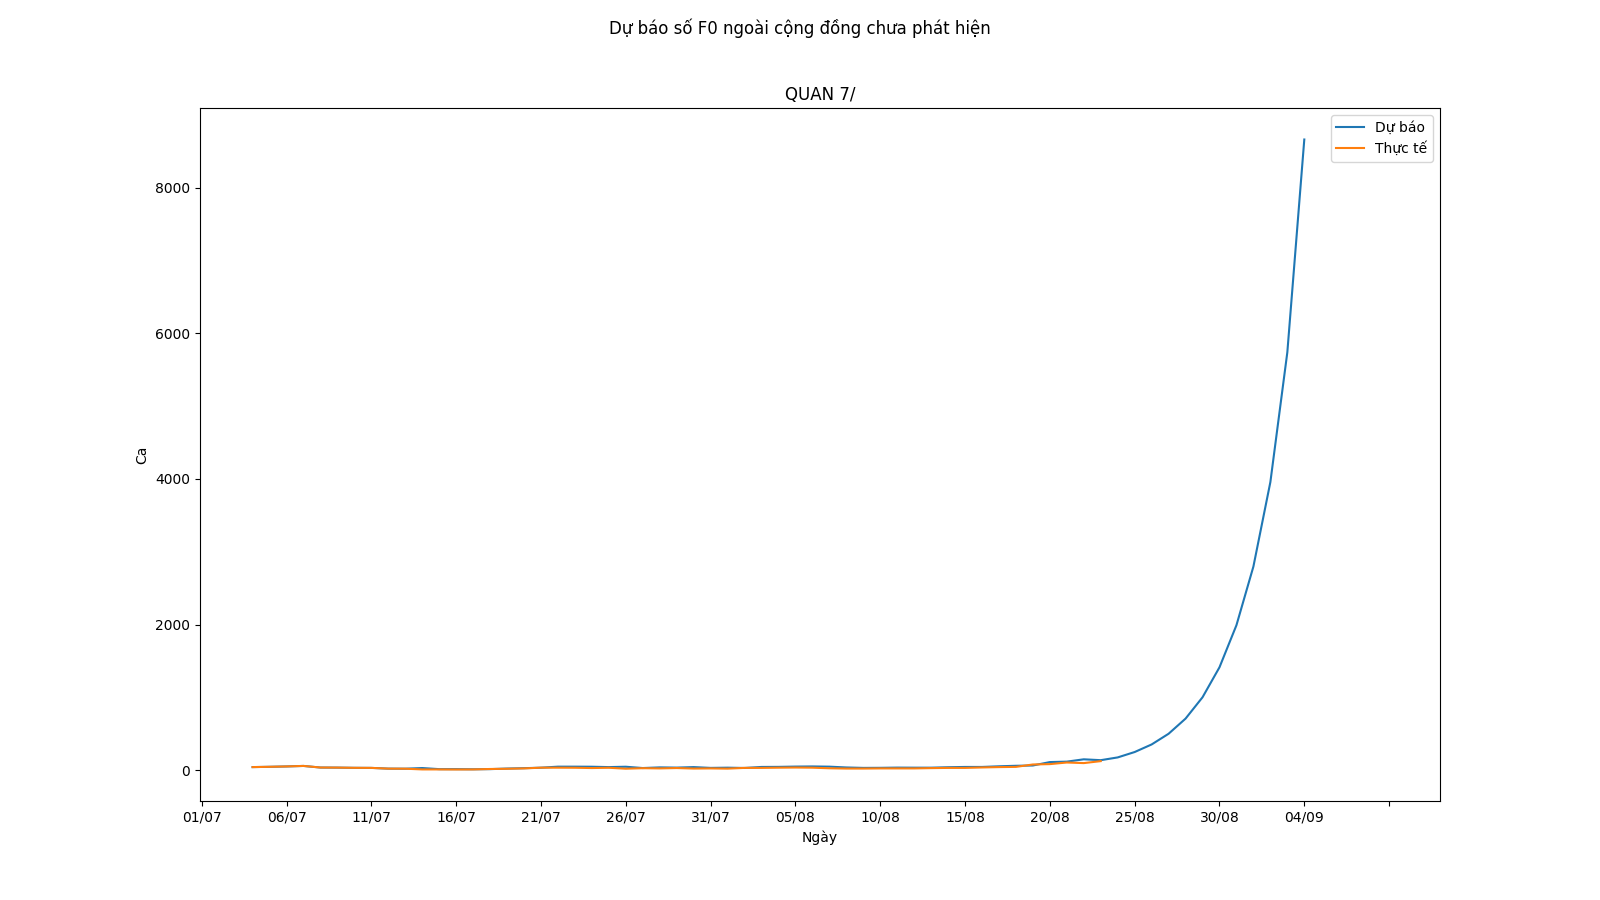 Dự báo số F0 ngoài cộng đồng chưa phát hiện
QUAN 7/
Dự báo
Thực tế
8000
6000
4000
2000
0
Ca
01/07 06/07 11/07 16/07 21/07 26/07 31/07 05/08 10/08 15/08 20/08 25/08 30/08 04/09
Ngày